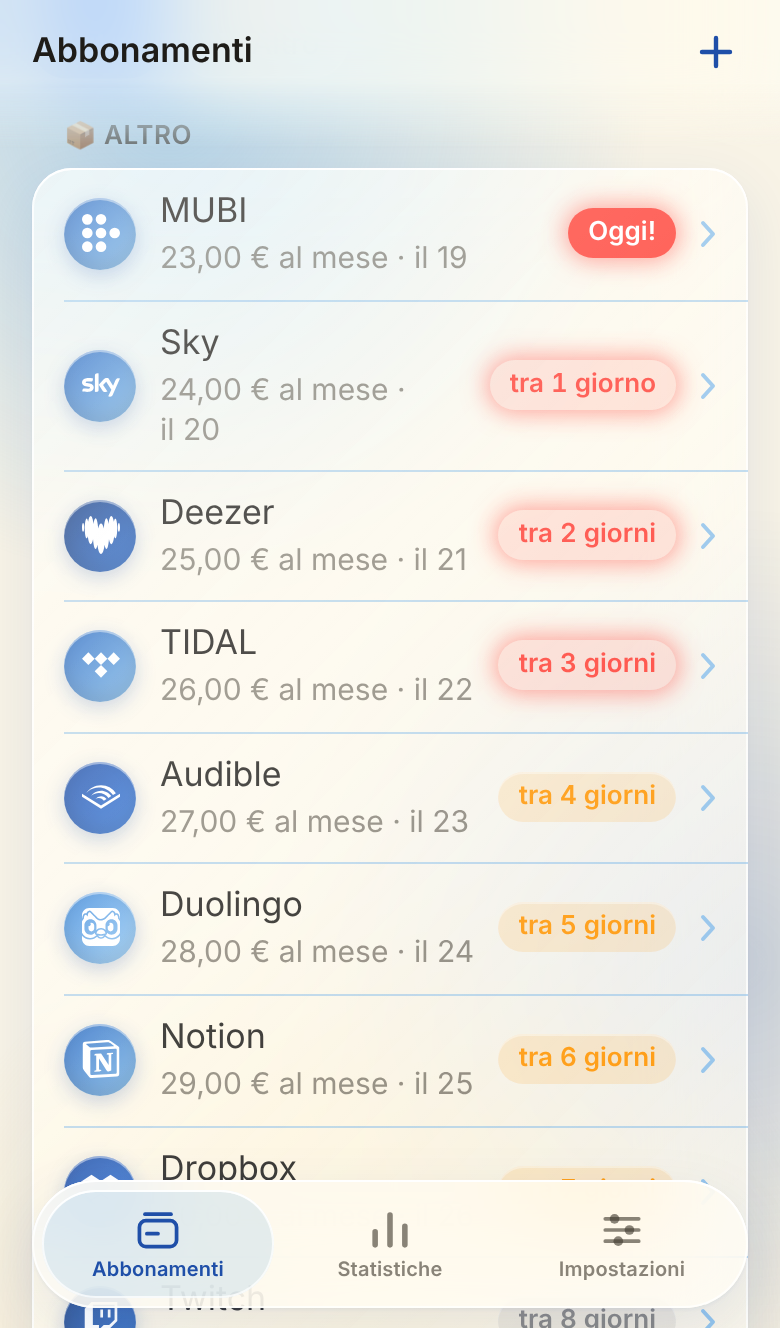 Abbonamenti
📦 ALTRO
MUBI
23,00 € al mese · il 19
Oggi!
sky
Sky
24,00 € al mese ·
il 20
tra 1 giorno
Deezer
25,00 € al mese · il 21
tra 2 giorni
TIDAL
26,00 € al mese · il 22
tra 3 giorni
Audible
27,00 € al mese · il 23
tra 4 giorni
Duolingo
28,00 € al mese · il 24
tra 5 giorni
N
Notion
29,00 € al mese · il 25
tra 6 giorni
Dropbox
Twitch
tra 8 giorni
Abbonamenti
Statistiche
Impostazioni